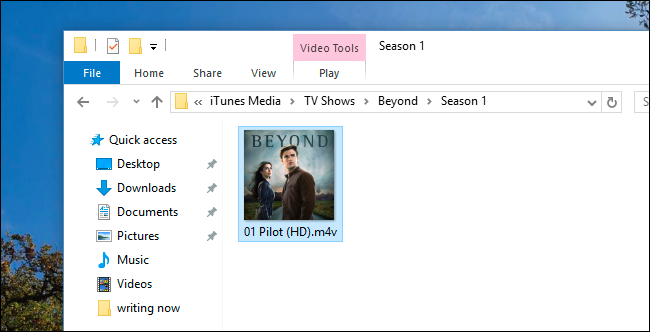 Video Tools
Season 1
File
Home
Share
View
Play
« iTunes Media > TV Shows > Beyond > Season 1
S
Quick access
Desktop
Downloads
Documents
Pictures
Music
Videos
writing now
BEYOND
01 Pilot (HD).m4v